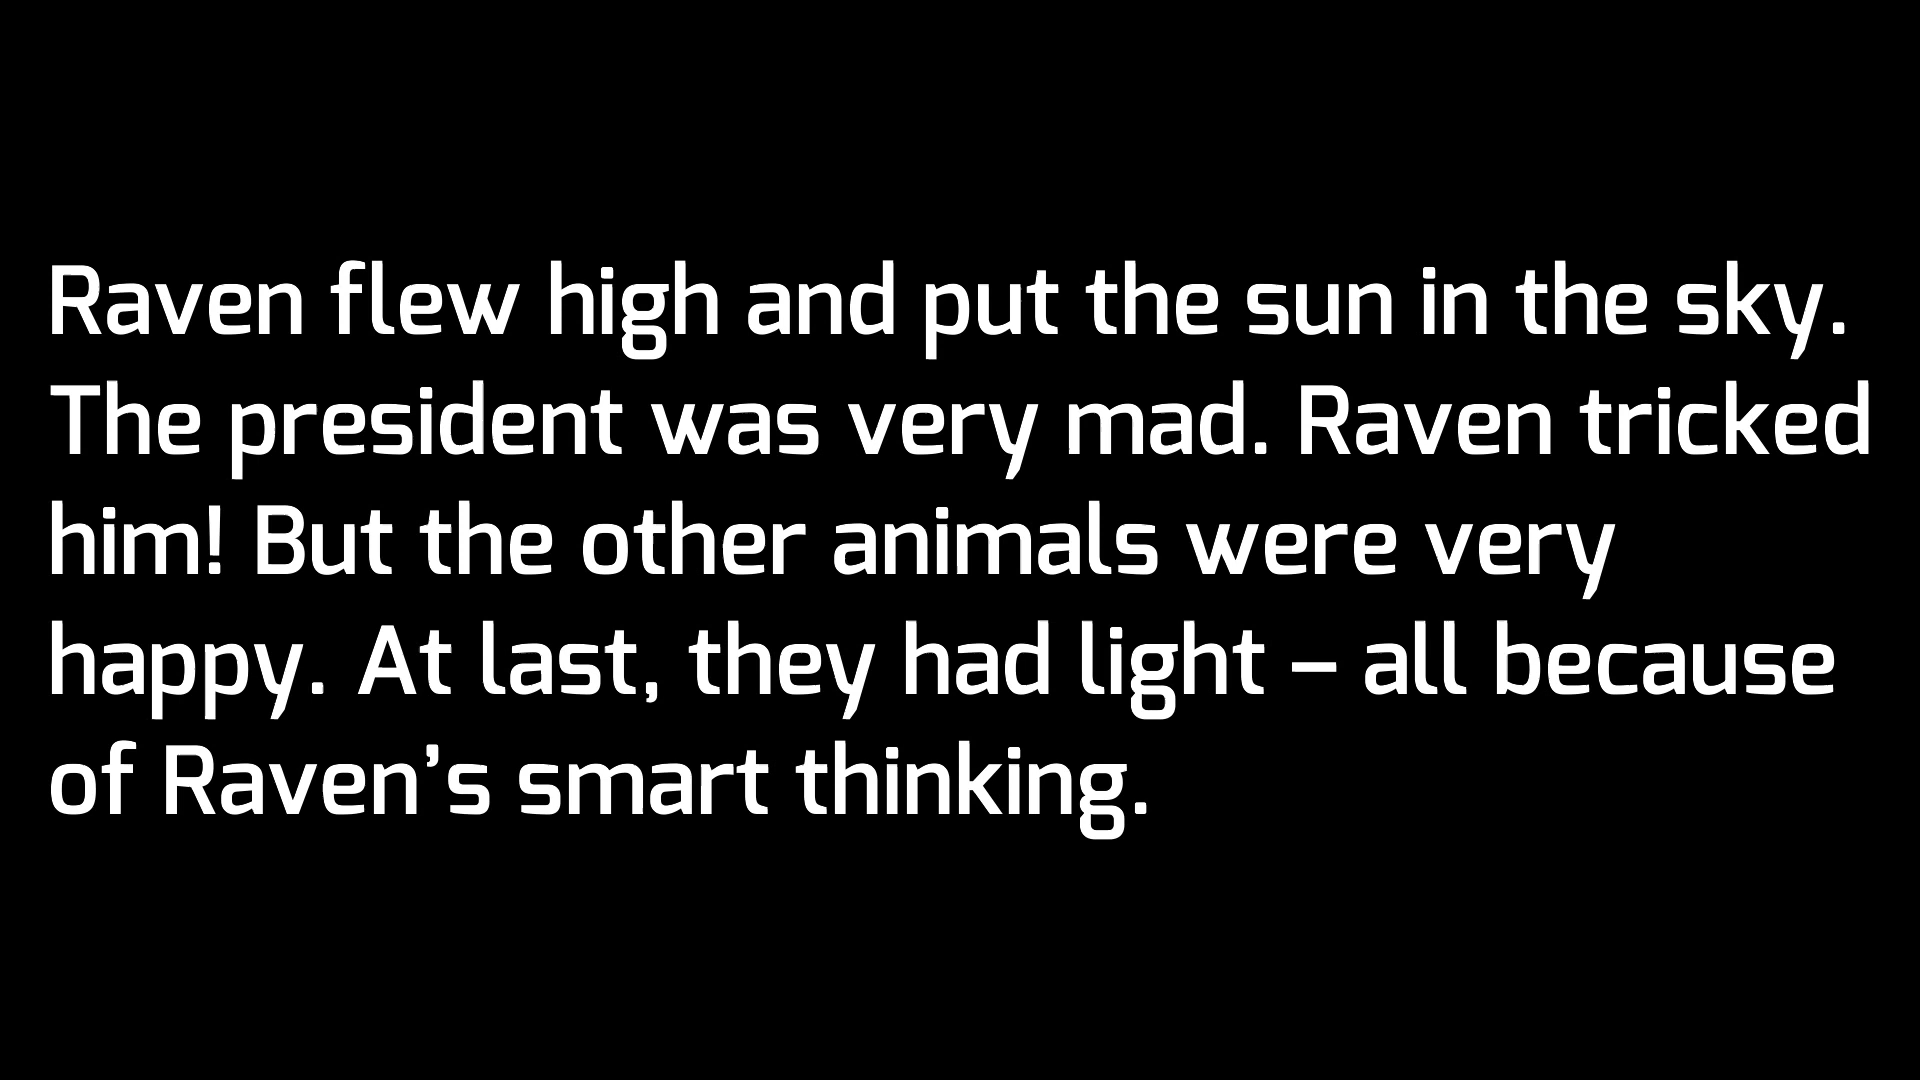 Raven flew high and put the sun in the sky.
The president was very mad. Raven tricked
him! But the other animals were very
happy. At last, they had light – all because
of Raven’s smart thinking.